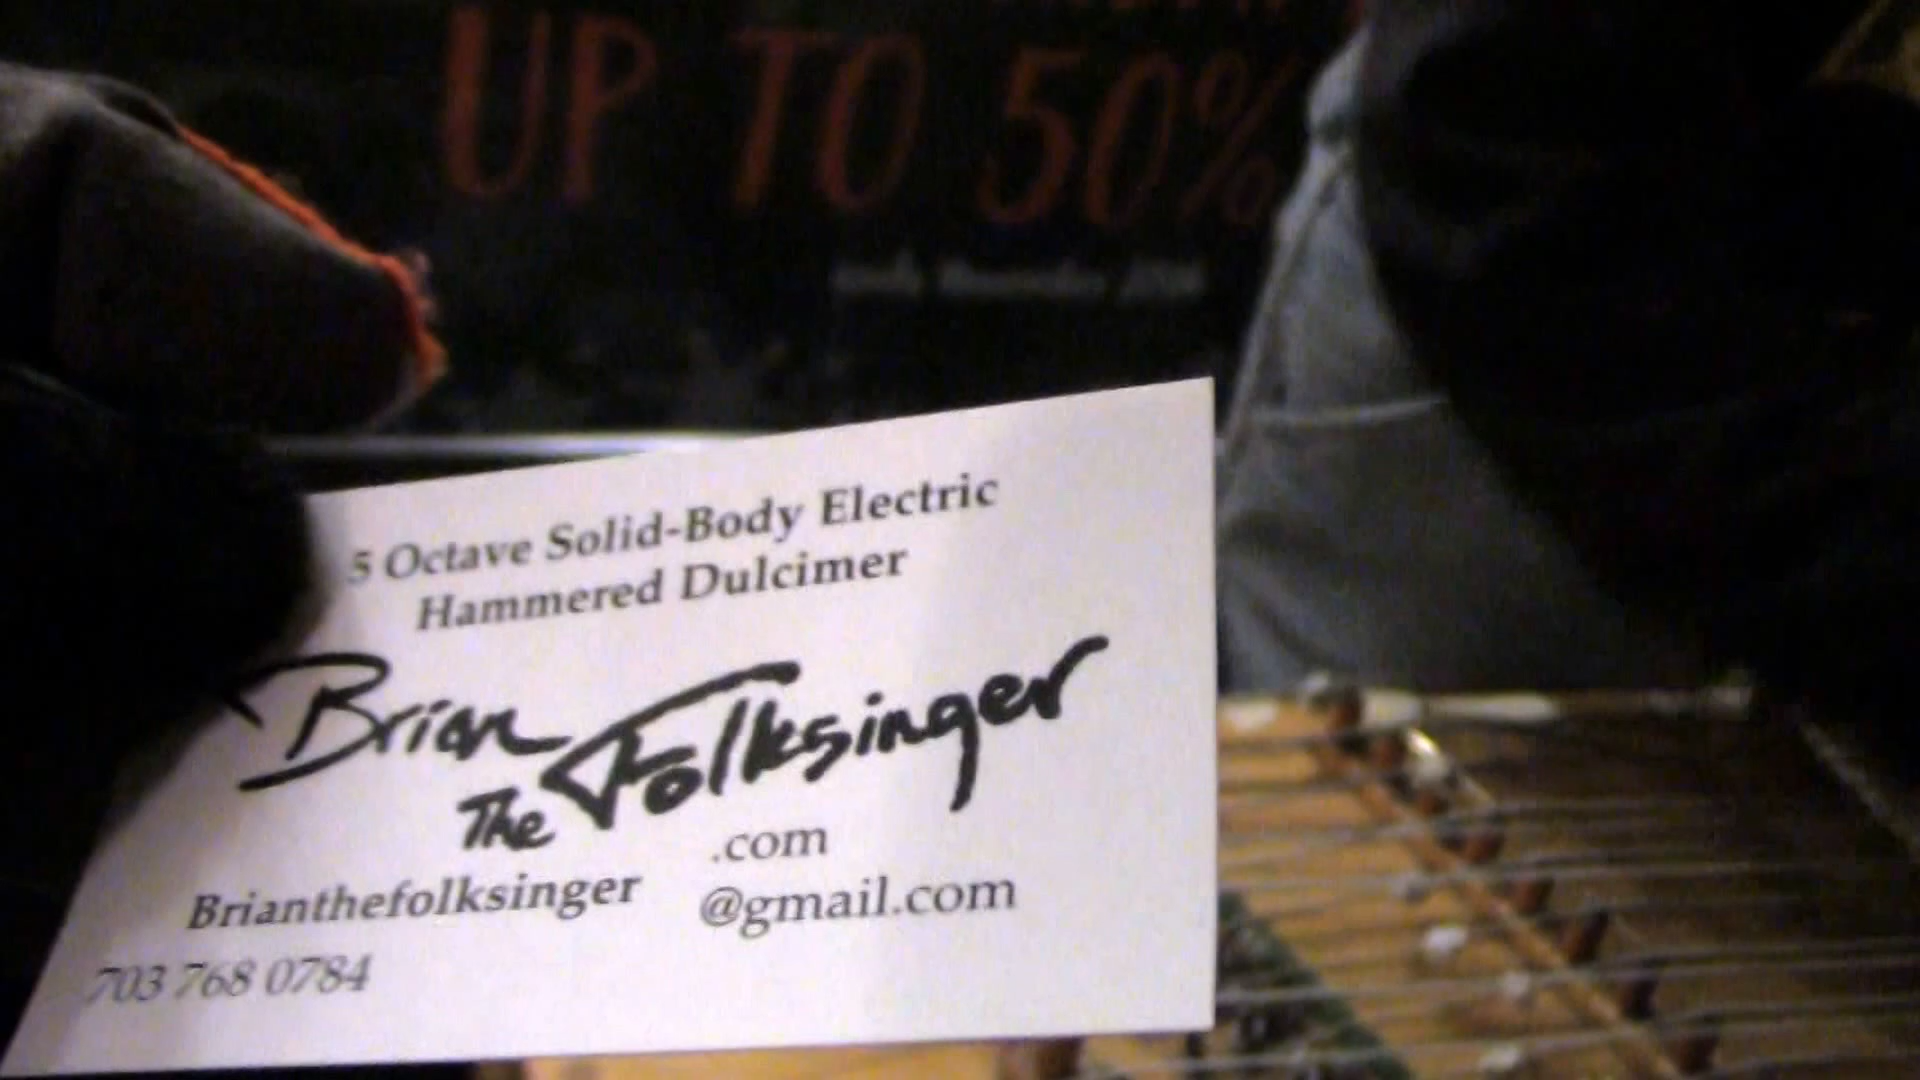 UP TO 50%
5 Octave Solid-Body Electric
Hammered Dulcimer
Brian
The Folksinger
.com
Brianthefolksinger @gmail.com
703 768 0784